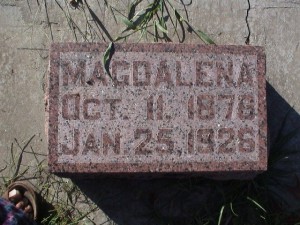 MAGDALENA
OCT. 11. 1876
JAN. 25. 1926